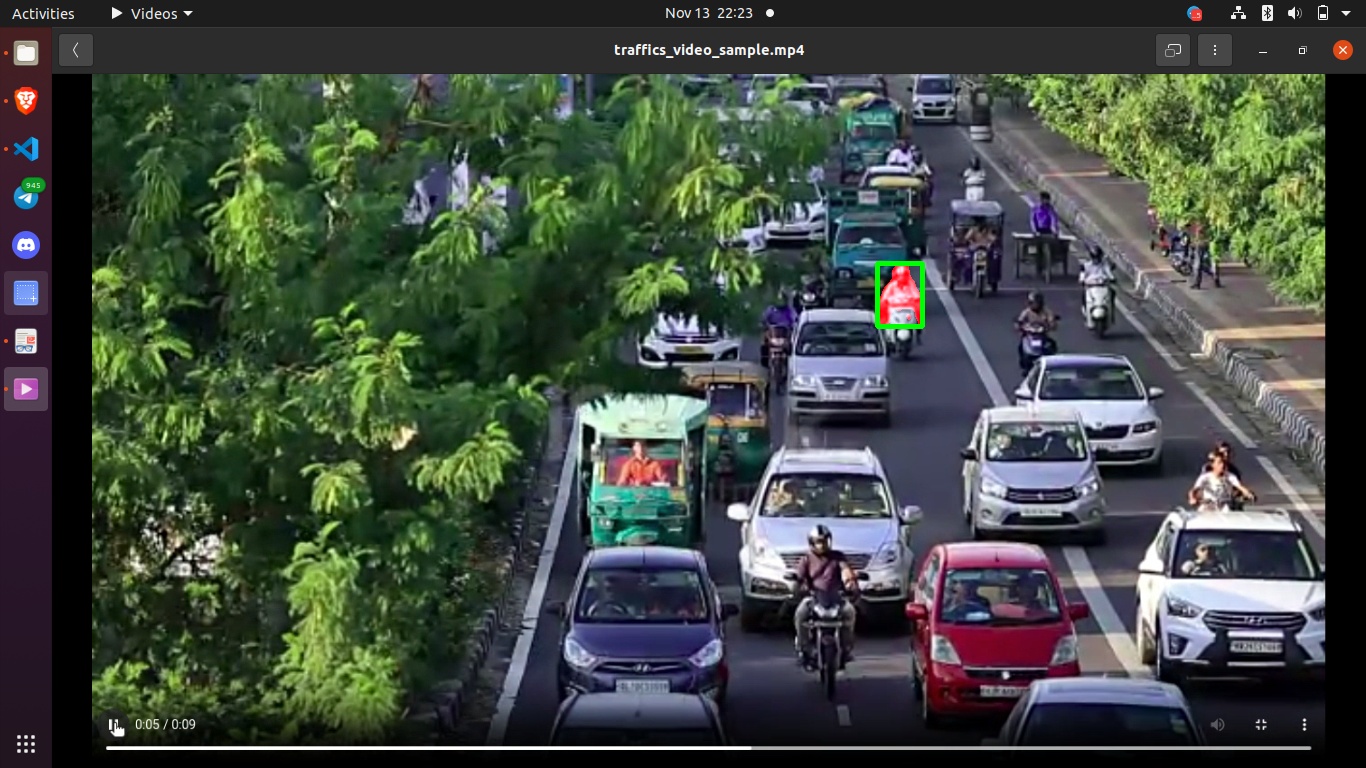 Activities
Videos
Nov 13 22:23
945
traffics_video_sample.mp4
0:05 / 0:09